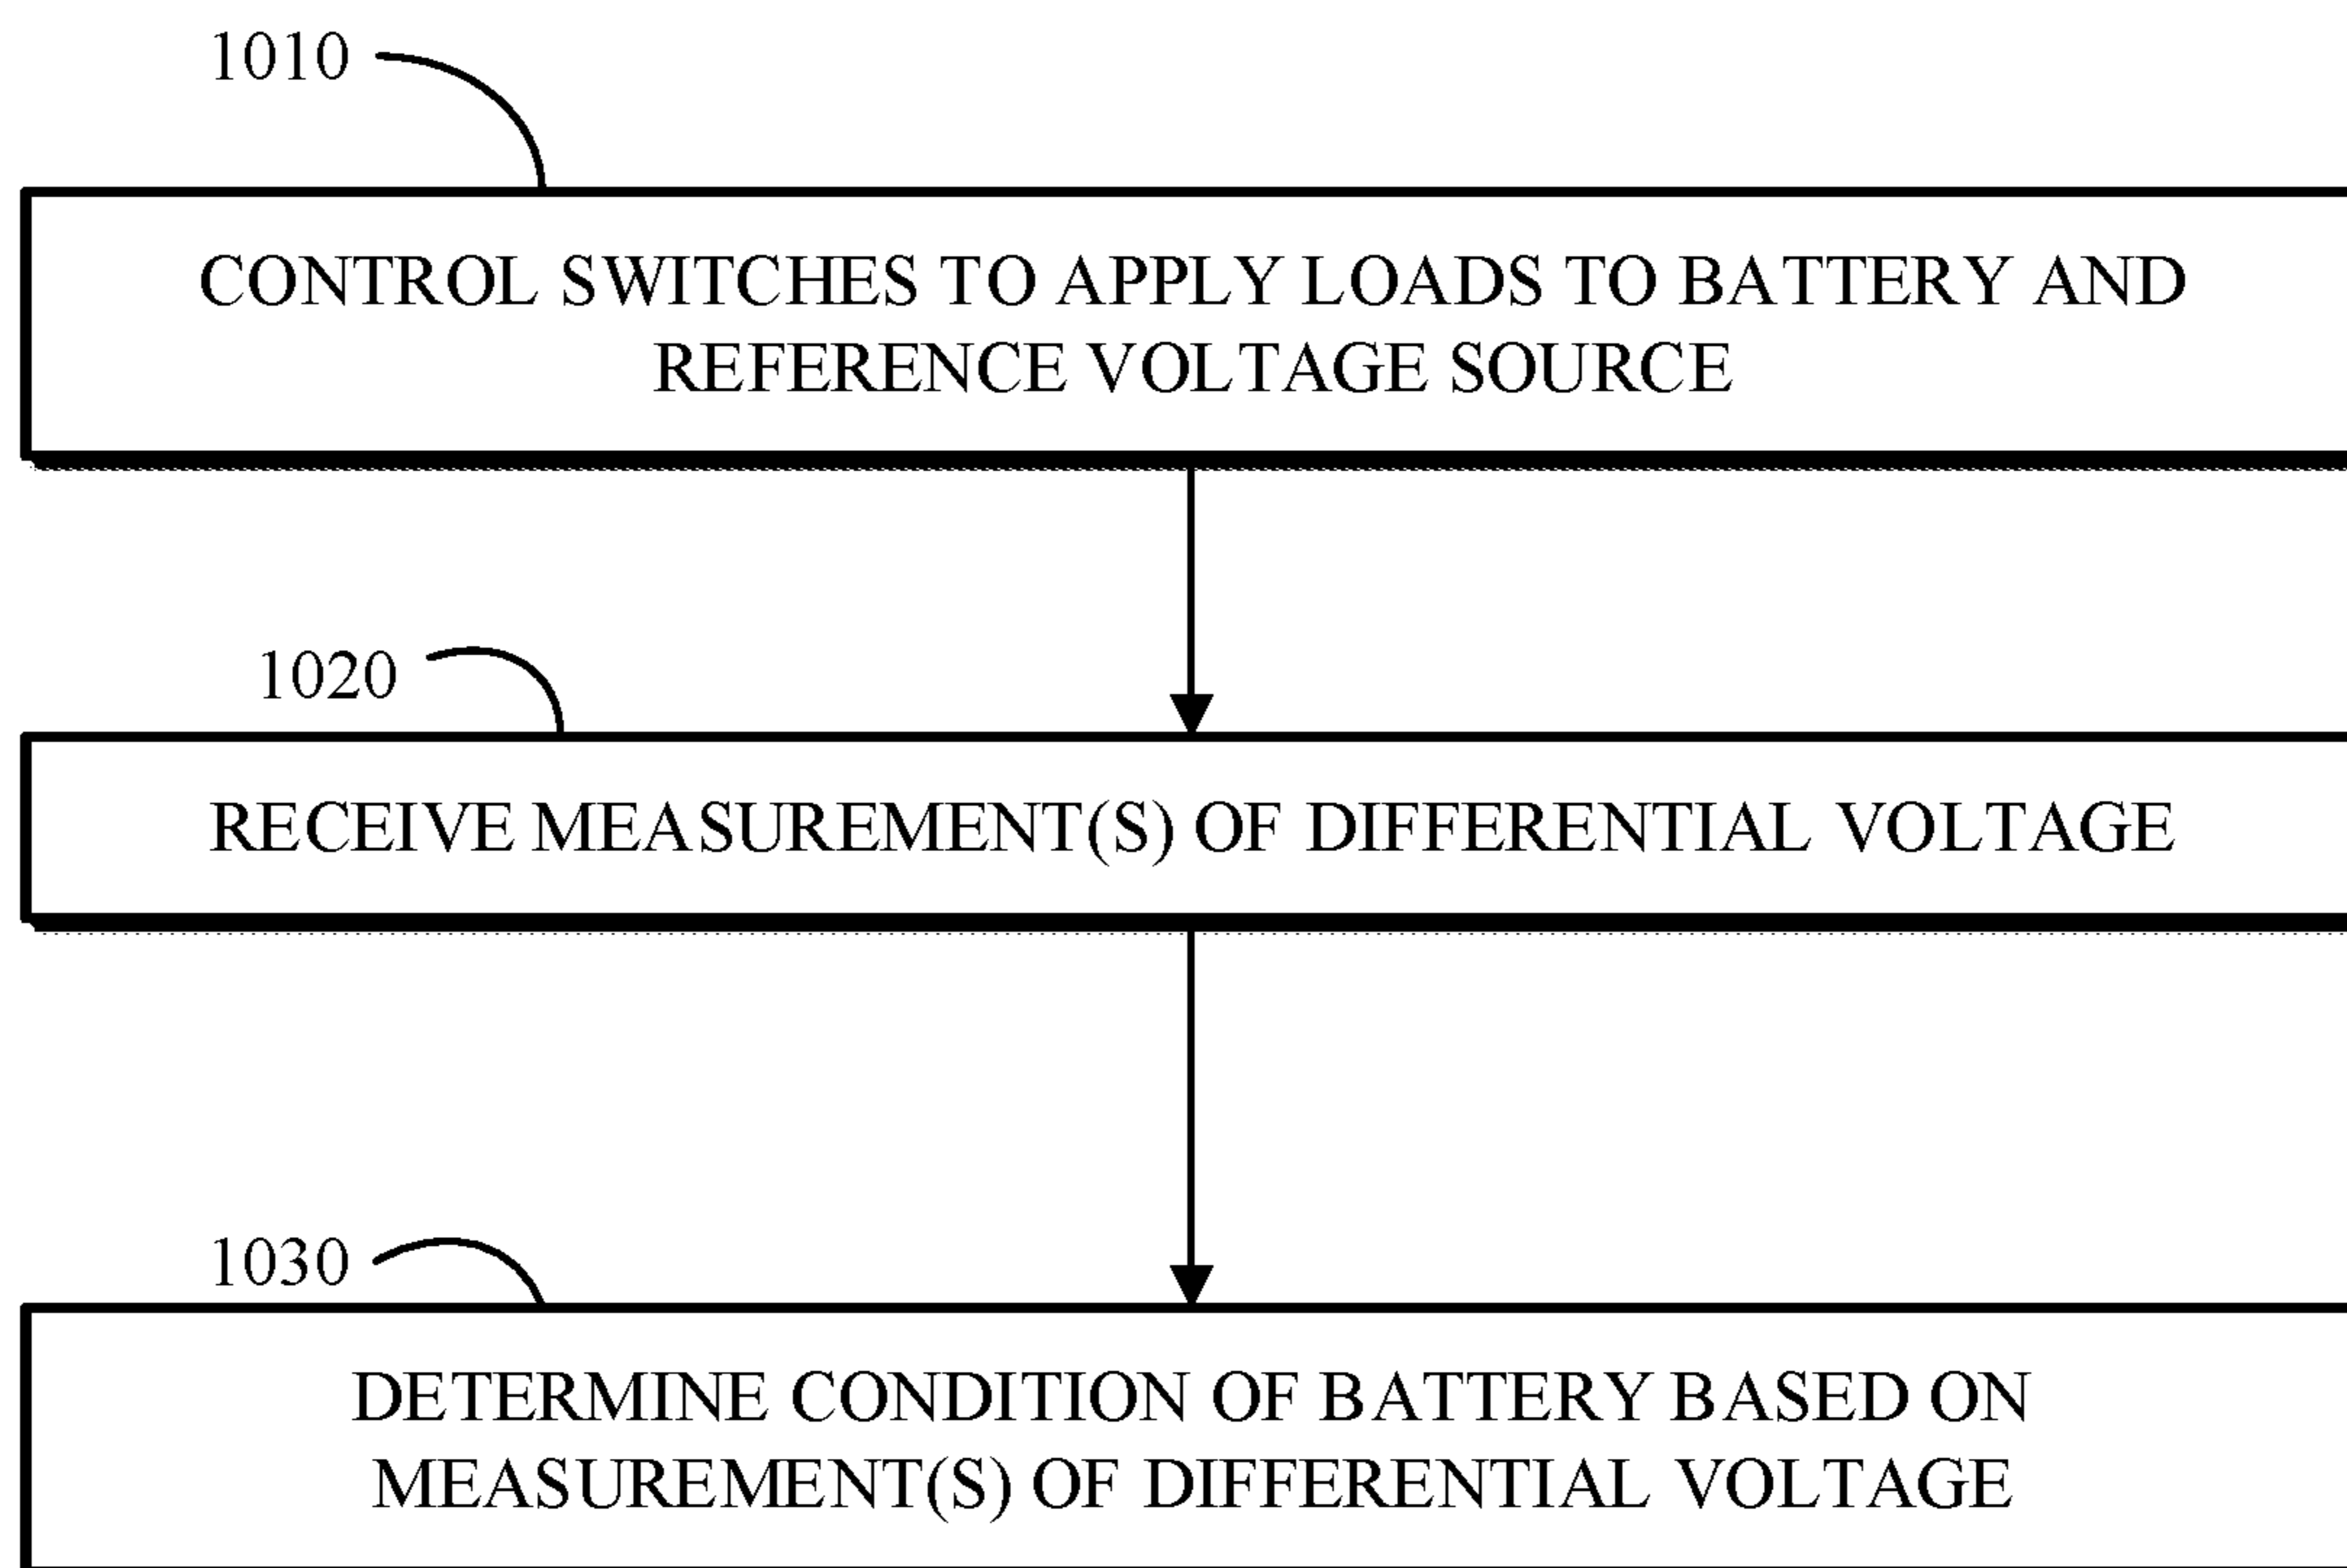 1010
CONTROL SWITCHES TO APPLY LOADS TO BATTERY AND
REFERENCE VOLTAGE SOURCE
1020
RECEIVE MEASUREMENT(S) OF DIFFERENTIAL VOLTAGE
1030
DETERMINE CONDITION OF BATTERY BASED ON
MEASUREMENT(S) OF DIFFERENTIAL VOLTAGE